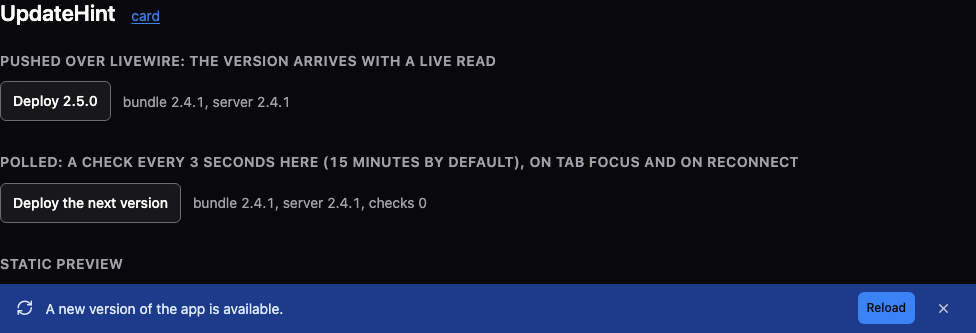 UpdateHint card
PUSHED OVER LIVEWIRE: THE VERSION ARRIVES WITH A LIVE READ
Deploy 2.5.0 bundle 2.4.1, server 2.4.1
POLLED: A CHECK EVERY 3 SECONDS HERE (15 MINUTES BY DEFAULT), ON TAB FOCUS AND ON RECONNECT
Deploy the next version bundle 2.4.1, server 2.4.1, checks 0
STATIC PREVIEW
A new version of the app is available. Reload